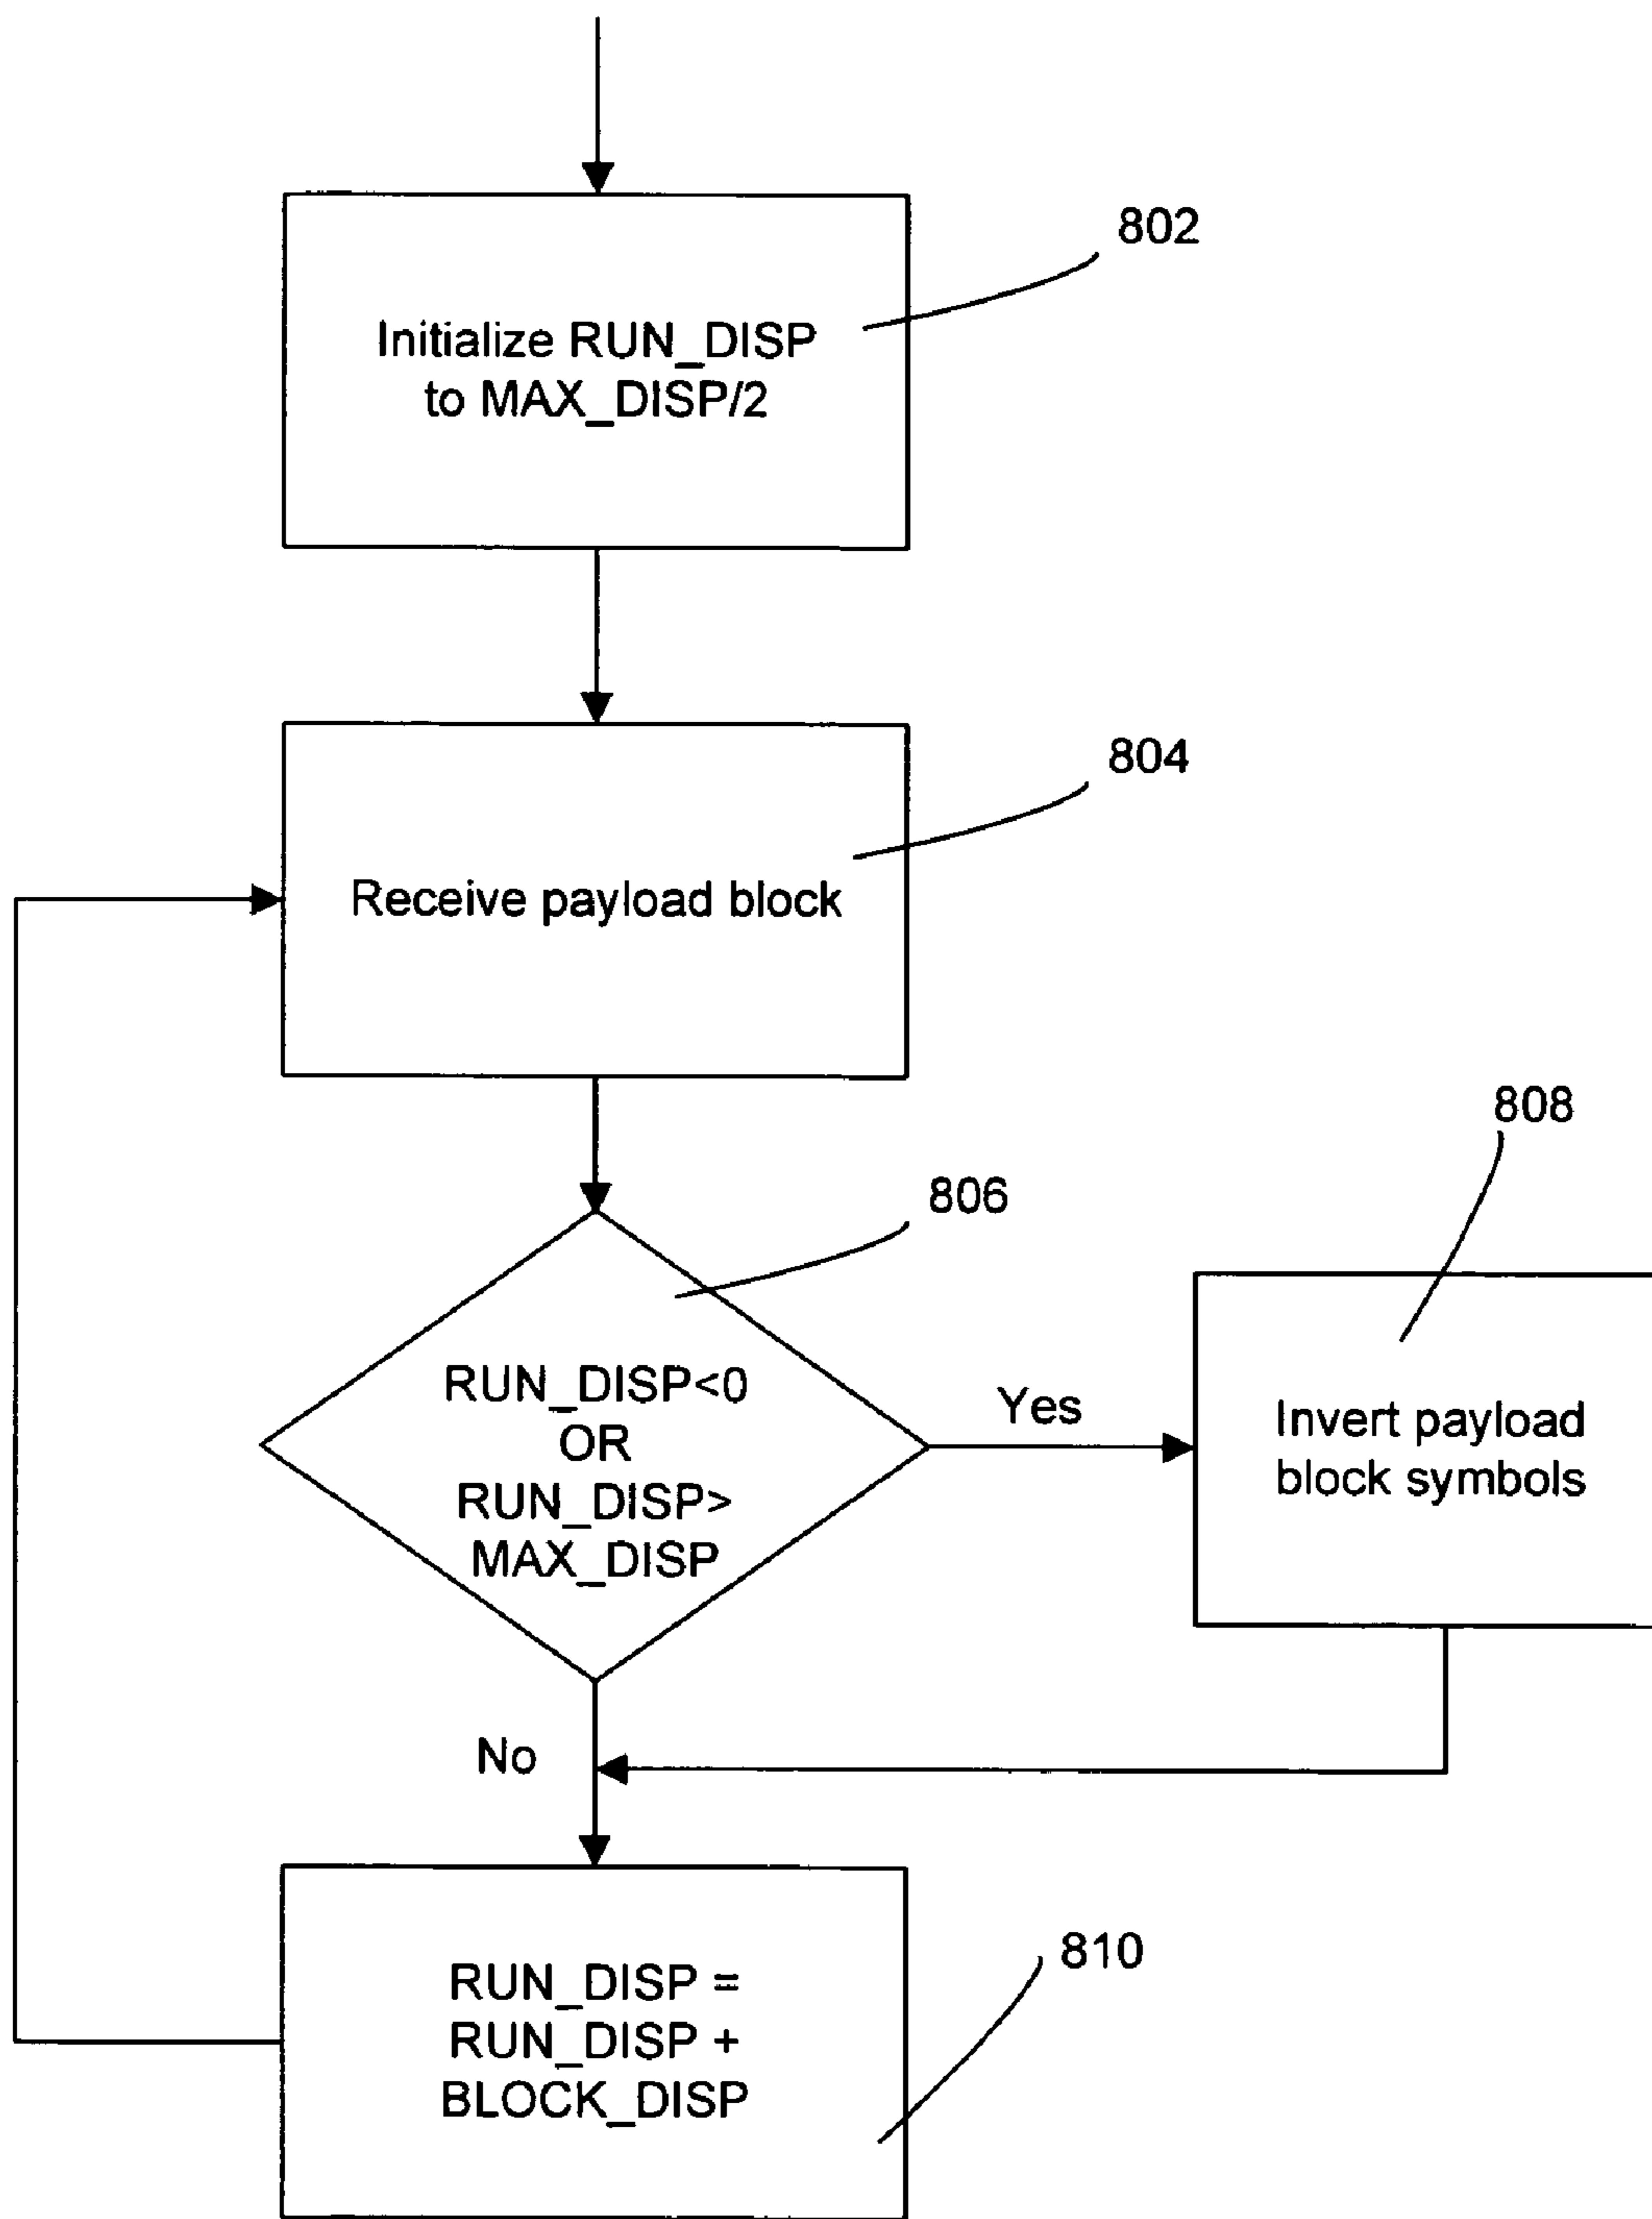 802
Initialize RUN_DISP
to MAX_DISP/2
804
Receive payload block
806
RUN_DISP<0
OR
RUN_DISP>
MAX_DISP
Yes
808
Invert payload
block symbols
No
810
RUN_DISP =
RUN_DISP +
BLOCK_DISP